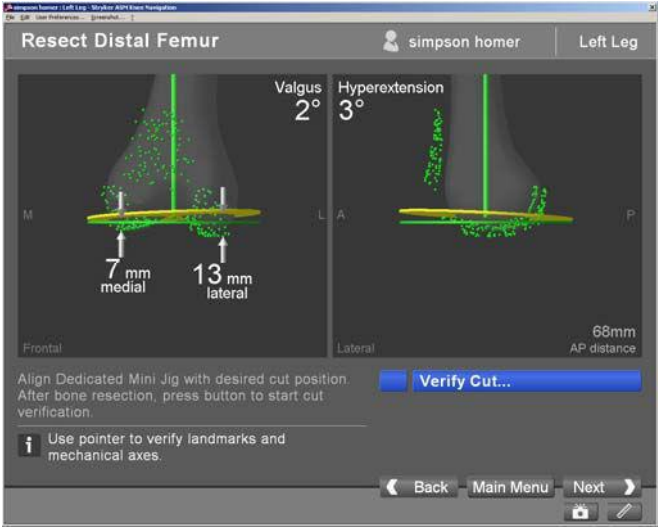 simpson homer : Left Leg - Stryker ASM Knee Navigation
File Edit User Preferences... Screenshot... ?
Resect Distal Femur
simpson homer
Left Leg
Valgus
2°
Hyperextension
3°
M
L
A
P
7 mm
medial
13 mm
lateral
Frontal
Lateral
68mm
AP distance
Align Dedicated Mini Jig with desired cut position.
After bone resection, press button to start cut
verification.
Verify Cut...
i
Use pointer to verify landmarks and
mechanical axes.
Back
Main Menu
Next